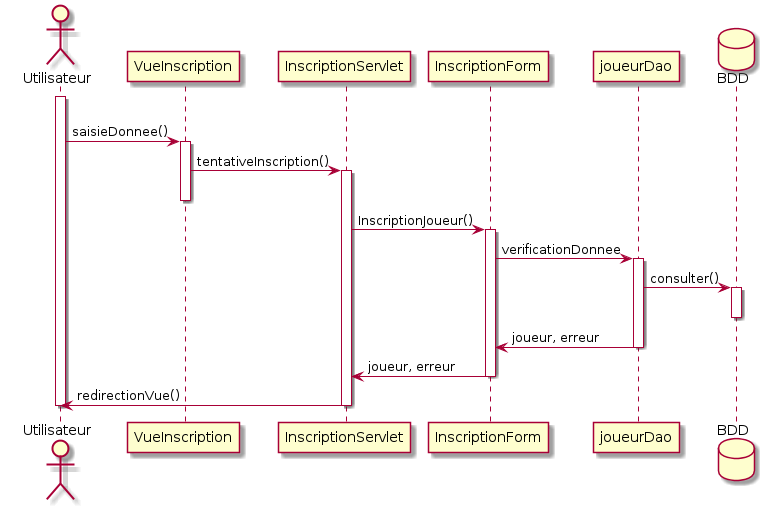 Utilisateur
VueInscription
InscriptionServlet
InscriptionForm
joueurDao
BDD
saisieDonnee()
tentativeInscription()
InscriptionJoueur()
verificationDonnee
consulter()
joueur, erreur
joueur, erreur
redirectionVue()
Utilisateur
VueInscription
InscriptionServlet
InscriptionForm
joueurDao
BDD